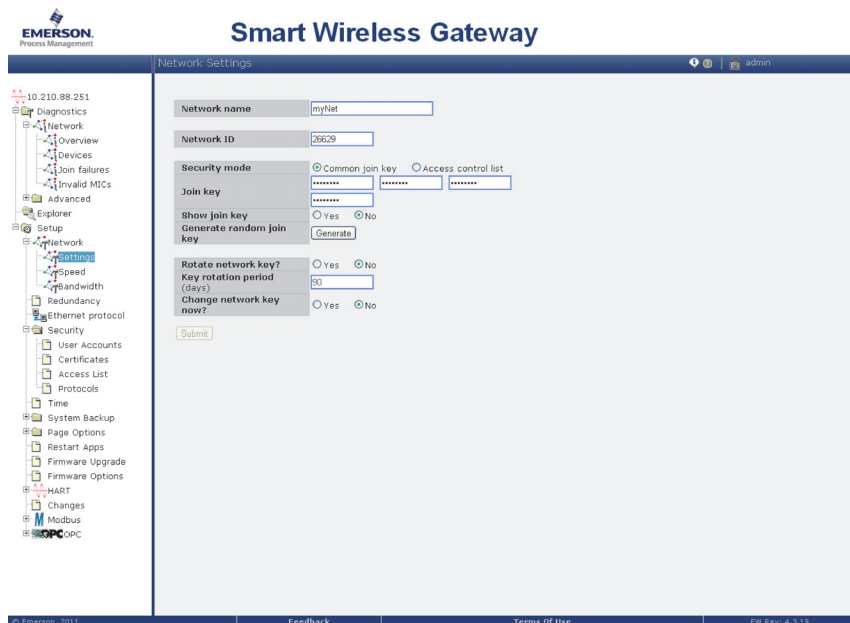 EMERSON.
Process Management
Smart Wireless Gateway
Network Settings
admin
10.210.88.251
Diagnostics
Network
Overview
Devices
Join failures
Invalid MICs
Advanced
Explorer
Setup
Network
Settings
Speed
Bandwidth
Redundancy
Ethernet protocol
Security
User Accounts
Certificates
Access List
Protocols
Time
System Backup
Page Options
Restart Apps
Firmware Upgrade
Firmware Options
HART
Changes
Modbus
OPC OPC
Network name myNet
Network ID 26629
Security mode Common join key Access control list
Join key •••••••• •••••••• ••••••••
••••••••
Show join key Yes No
Generate random join
key Generate
Rotate network key? Yes No
Key rotation period
(days) 90
Change network key
now? Yes No
Submit
© Emerson, 2011 Feedback Terms Of Use FW Rev: 4.3.19